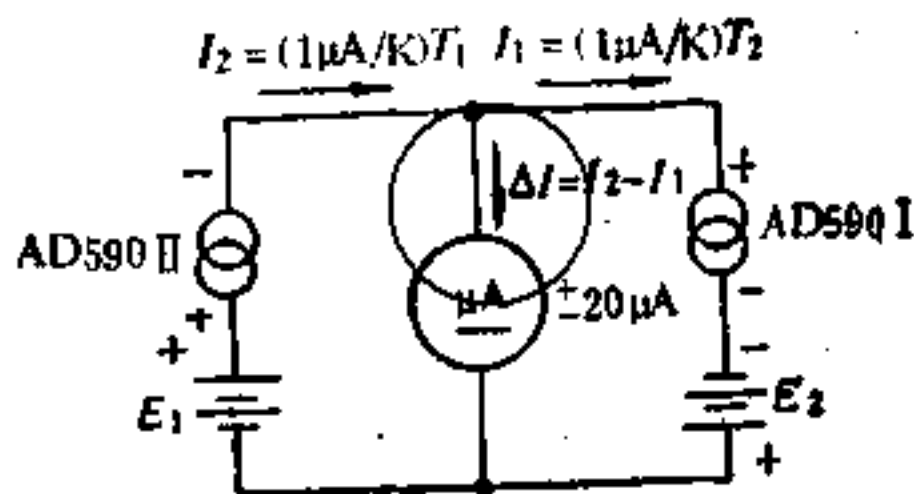 I₂ = (1μA/K)T₁ I₁ = (1μA/K)T₂
− +
ΔI = I₂−I₁
AD590 Ⅱ AD590 Ⅰ
μA ±20μA
+ −
+ −
E₁ E₂
+